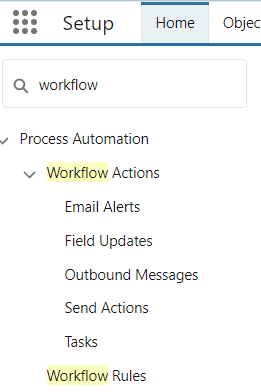 Setup Home Objec
workflow
Process Automation
Workflow Actions
Email Alerts
Field Updates
Outbound Messages
Send Actions
Tasks
Workflow Rules